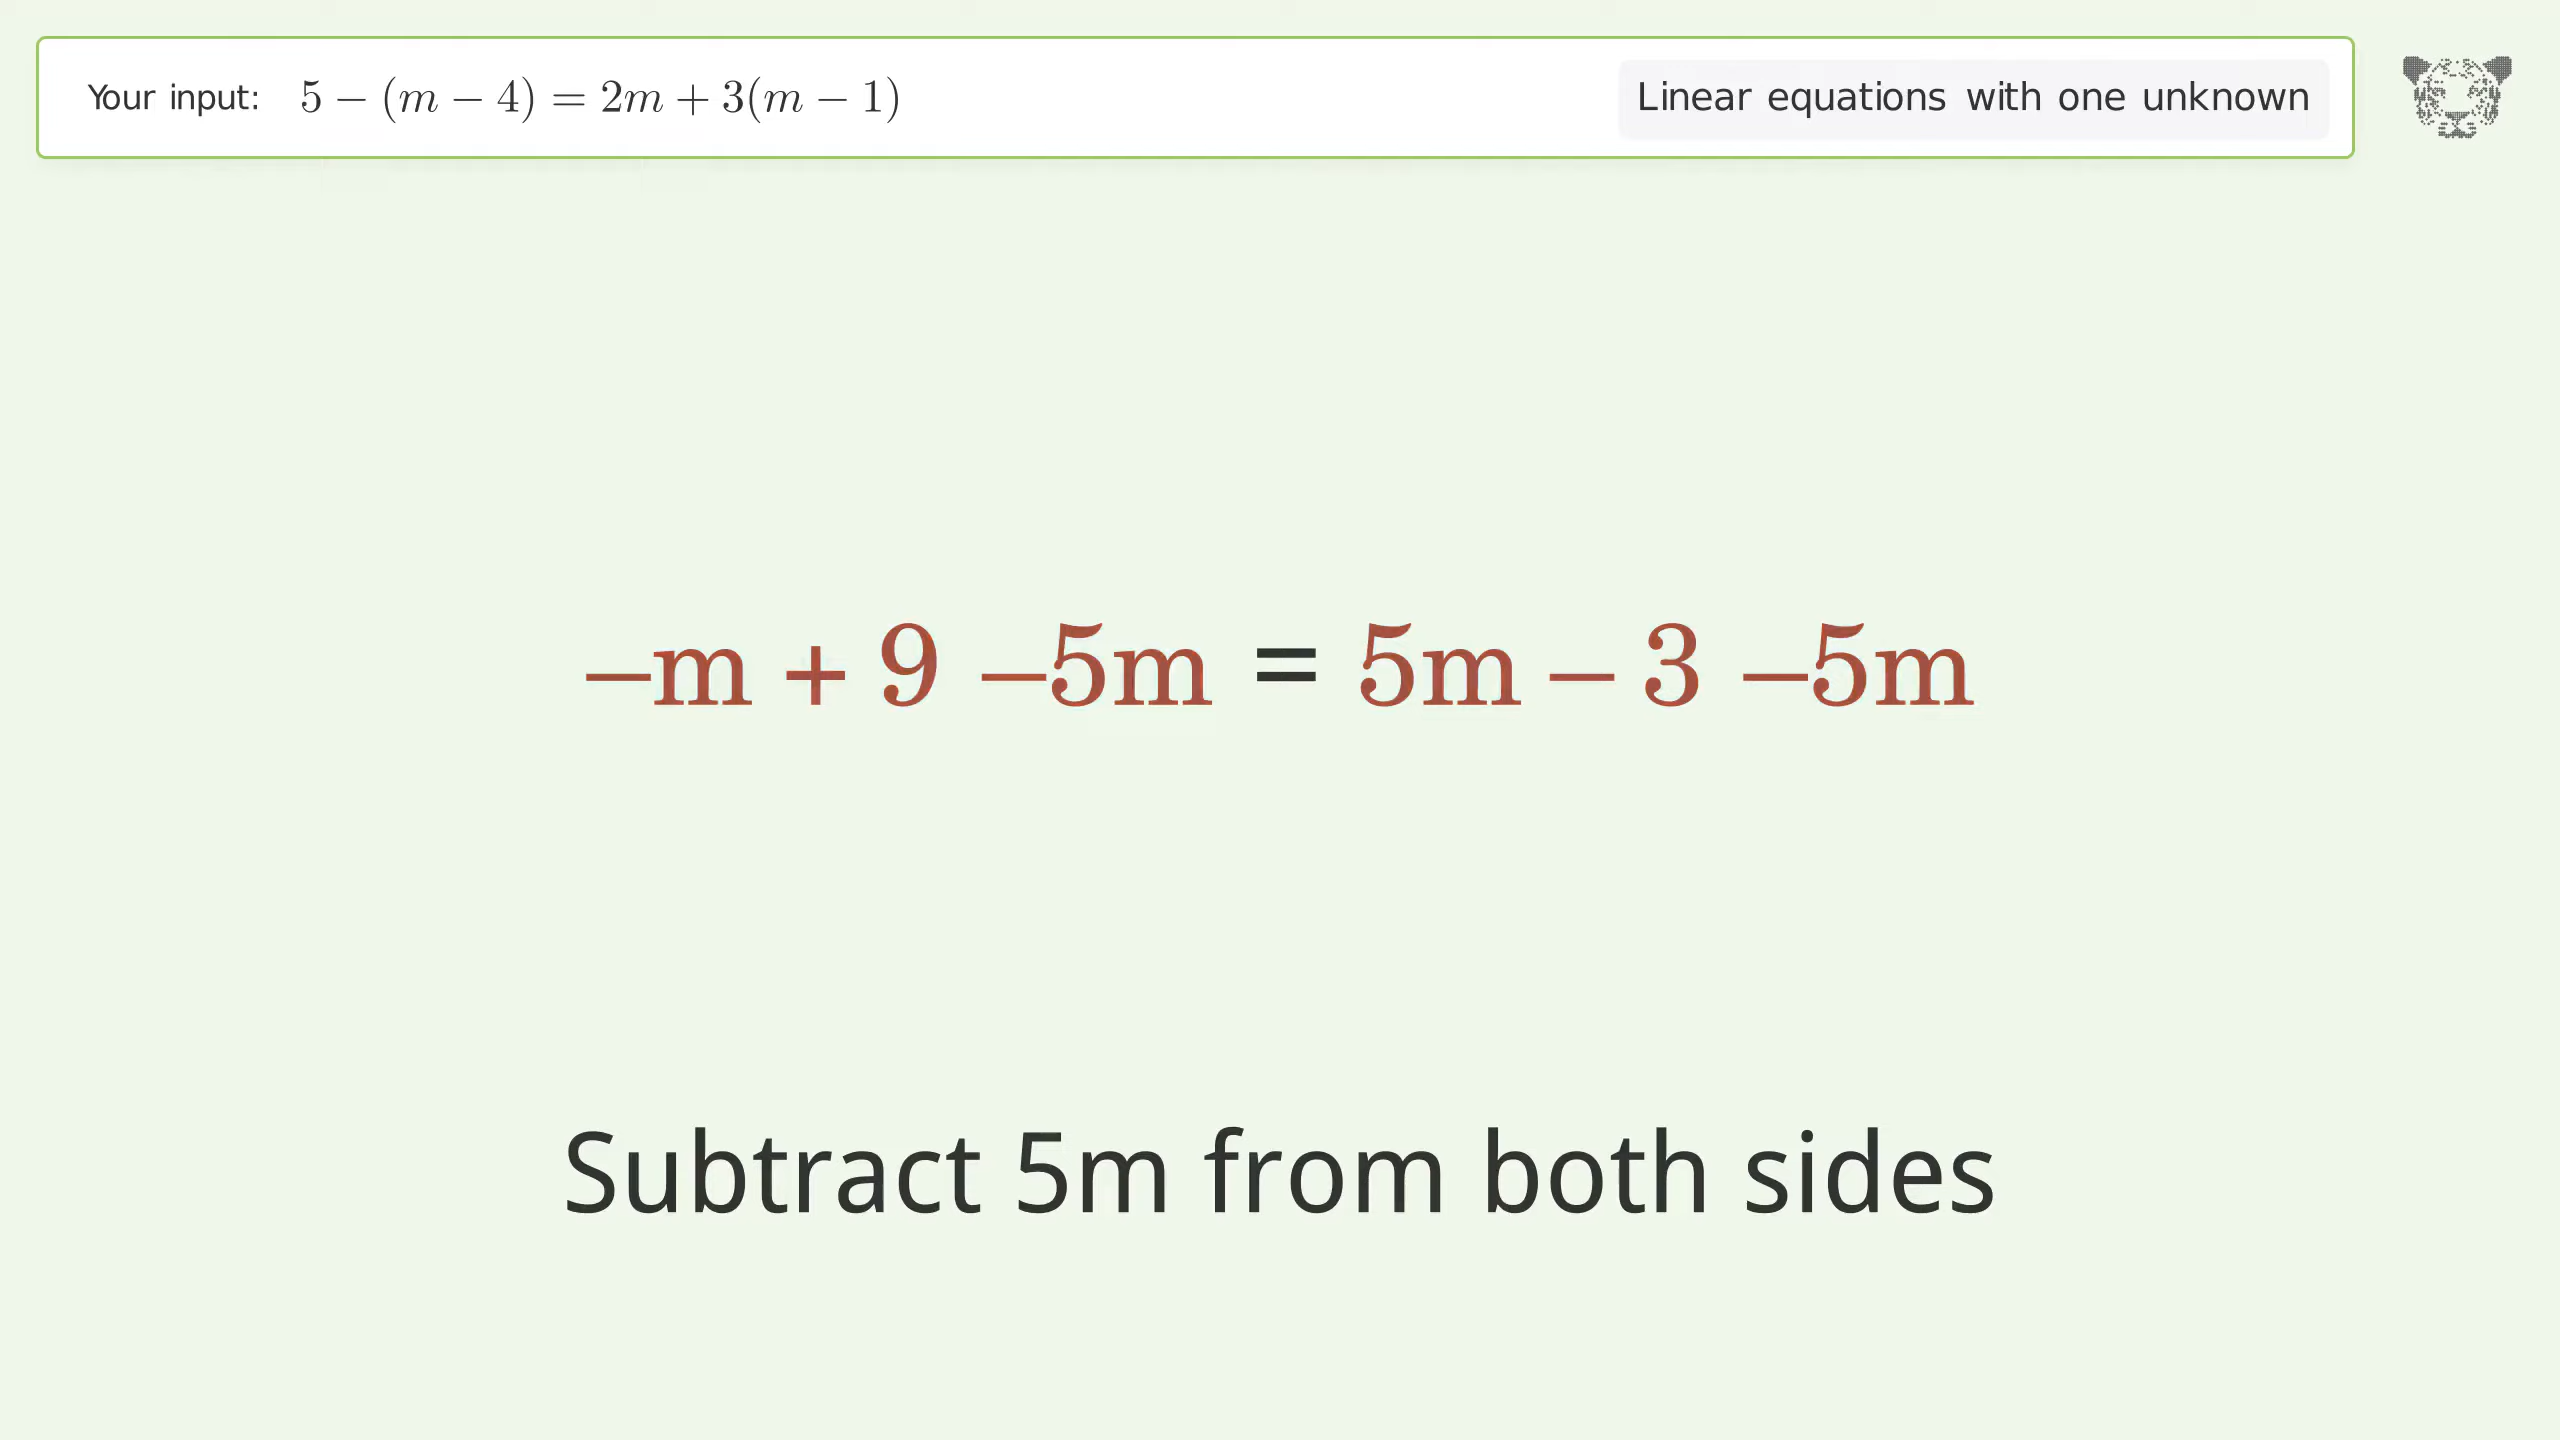 Your input: 5 − (m − 4) = 2m + 3(m − 1) Linear equations with one unknown
–m + 9 –5m = 5m – 3 –5m
Subtract 5m from both sides